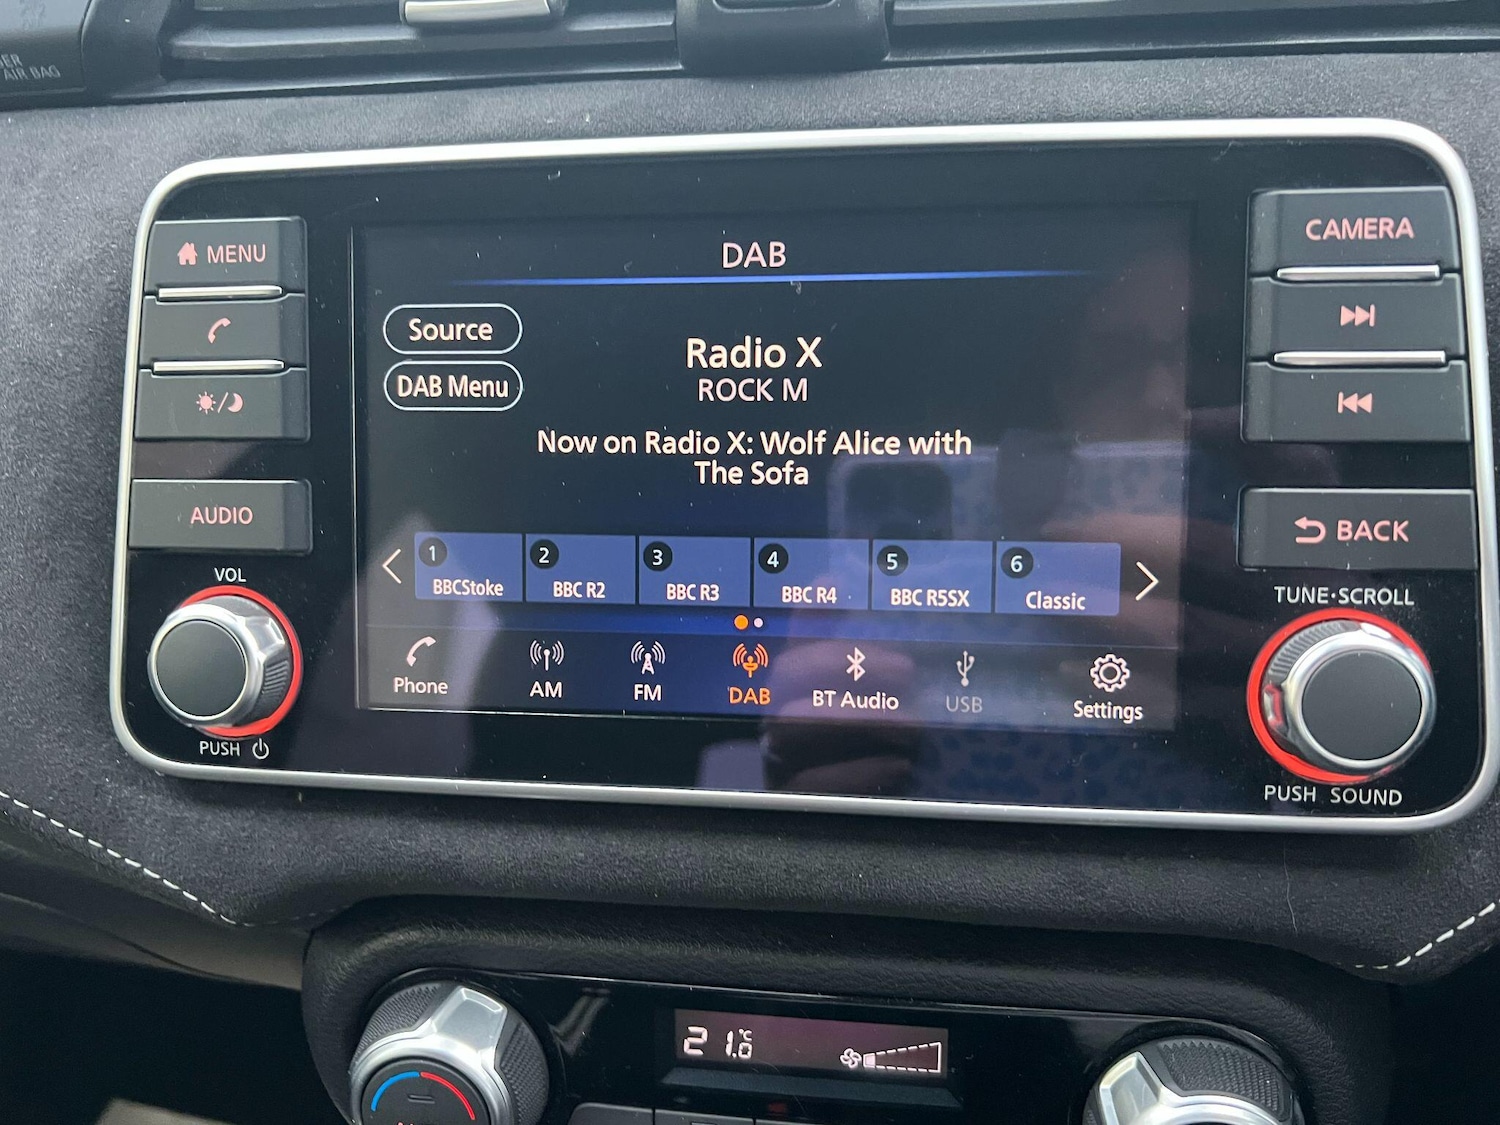 AIR BAG
MENU
AUDIO
VOL
PUSH
DAB
Source
DAB Menu
Radio X
ROCK M
Now on Radio X: Wolf Alice with
The Sofa
1
BBCStoke
2
BBC R2
3
BBC R3
4
BBC R4
5
BBC R5SX
6
Classic
Phone
AM
FM
DAB
BT Audio
USB
Settings
CAMERA
BACK
TUNE·SCROLL
PUSH SOUND
21.0 °C